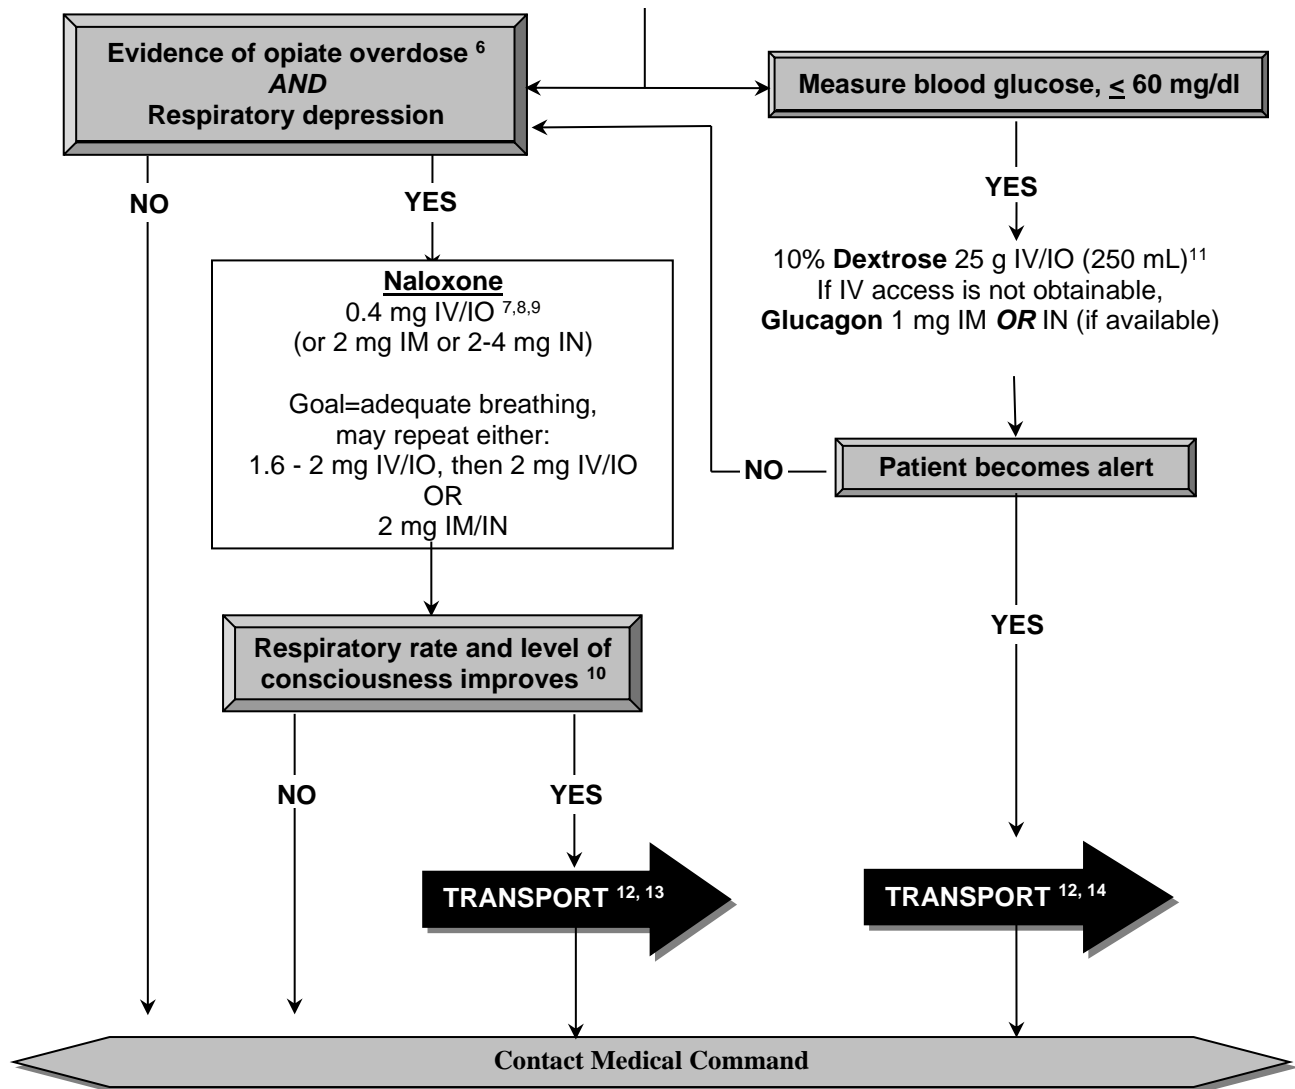 Evidence of opiate overdose 6
AND
Respiratory depression
Measure blood glucose, < 60 mg/dl
NO
YES
YES
Naloxone
0.4 mg IV/IO 7,8,9
(or 2 mg IM or 2-4 mg IN)
Goal=adequate breathing,
may repeat either:
1.6 - 2 mg IV/IO, then 2 mg IV/IO
OR
2 mg IM/IN
10% Dextrose 25 g IV/IO (250 mL)11
If IV access is not obtainable,
Glucagon 1 mg IM OR IN (if available)
NO
Patient becomes alert
Respiratory rate and level of
consciousness improves 10
YES
NO
YES
TRANSPORT 12, 13
TRANSPORT 12, 14
Contact Medical Command